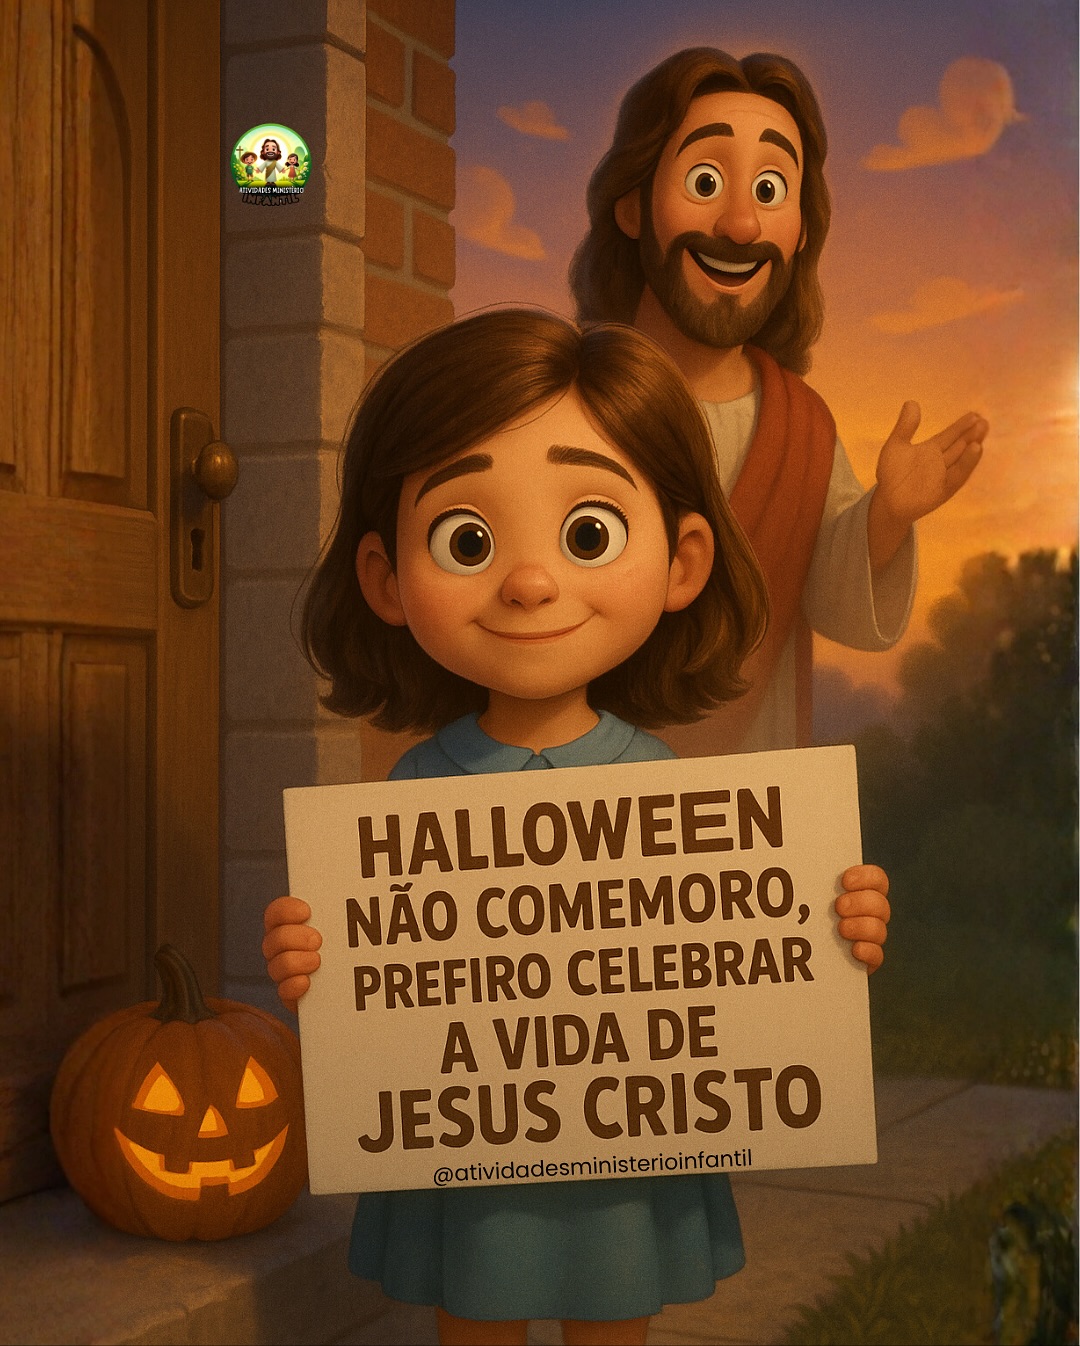 ATIVIDADES MINISTÉRIO
INFANTIL
HALLOWEEN
NÃO COMEMORO,
PREFIRO CELEBRAR
A VIDA DE
JESUS CRISTO
@atividadesministerioinfantil